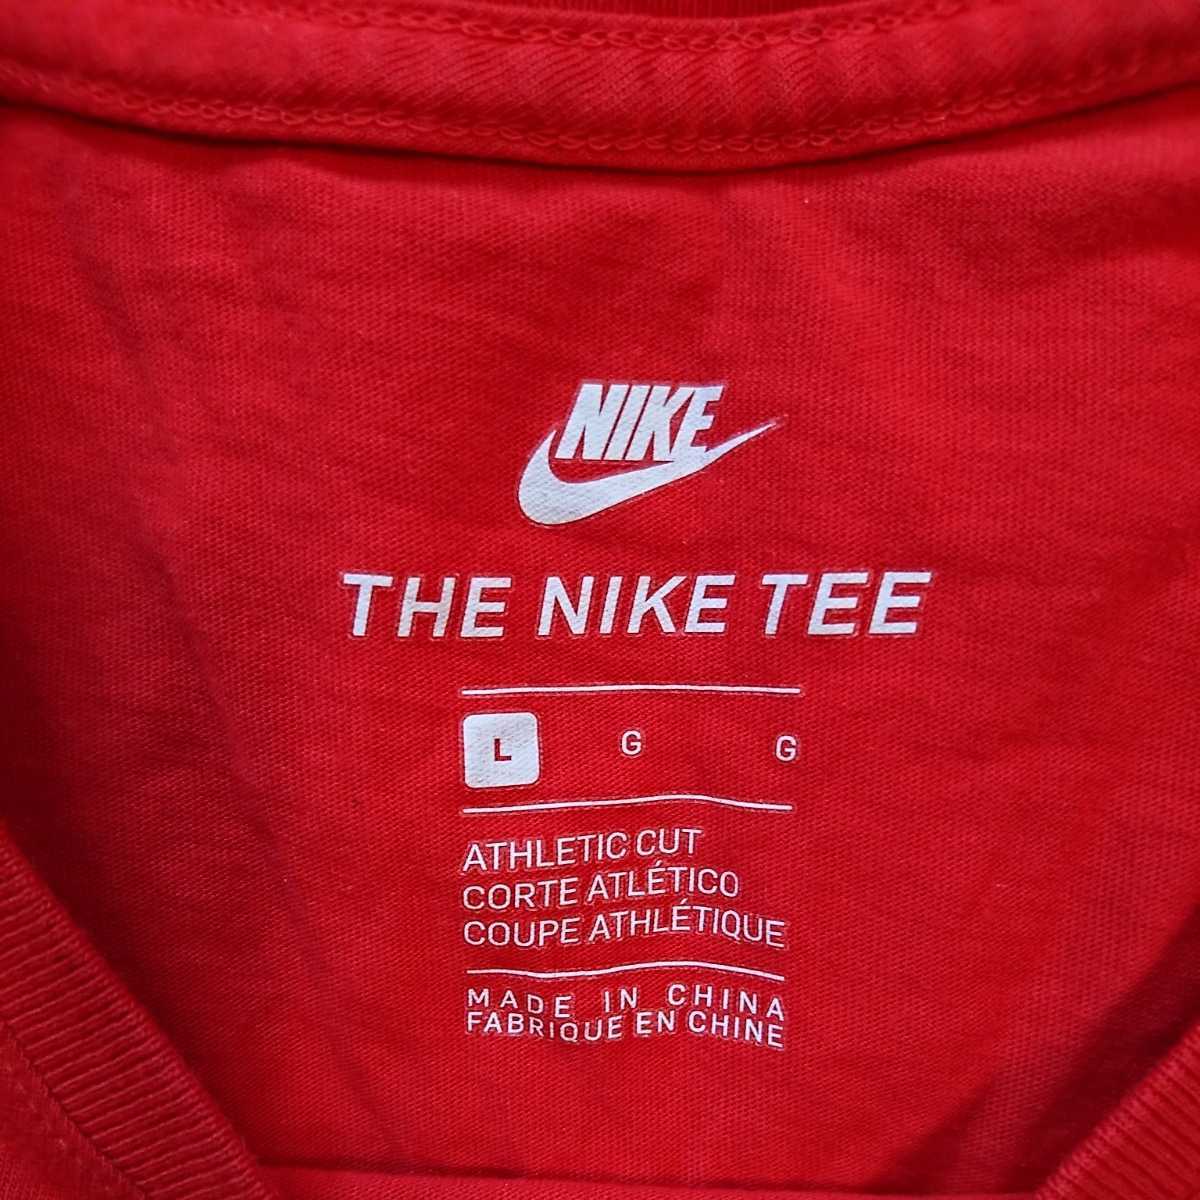 NIKE
THE NIKE TEE
L G G
ATHLETIC CUT
CORTE ATLÉTICO
COUPE ATHLÉTIQUE
MADE IN CHINA
FABRIQUE EN CHINE